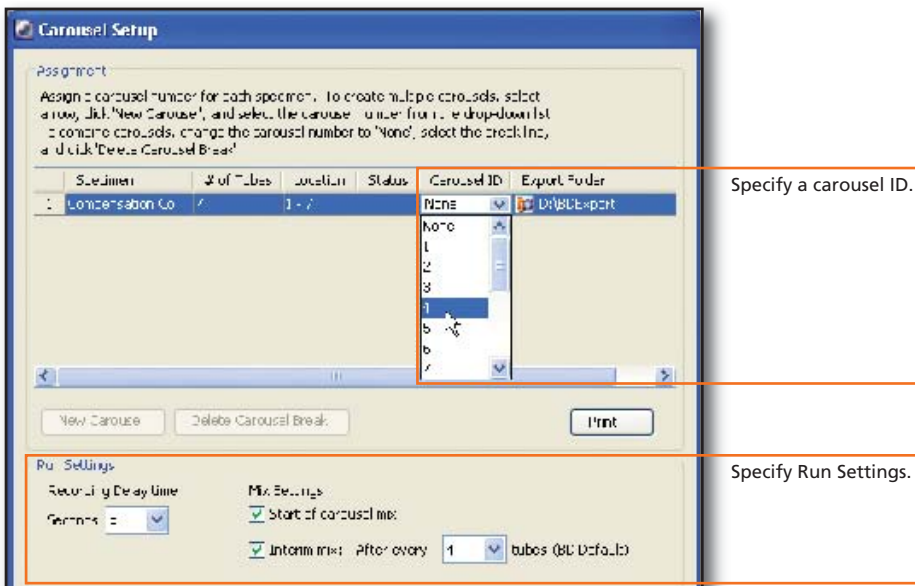 Carousel Setup
Assignment
Assign a carousel number for each specimen. To create multiple carousels, select
a row, click 'New Carousel', and select the carousel number from the drop-down list
To combine carousels, change the carousel number to 'None', select the break line,
and click 'Delete Carousel Break'
Specimen # of Tubes Location Status Carousel ID Export Folder
1 Compensation Co 7 1 - 7 None D:\BDExport
None
1
2
3
4
5
6
7
New Carousel Delete Carousel Break Print
Specify a carousel ID.
Run Settings
Recording Delay time Mix Settings
Seconds Start of carousel mix
Interim mix: After every 4 tubes (BD Default)
Specify Run Settings.